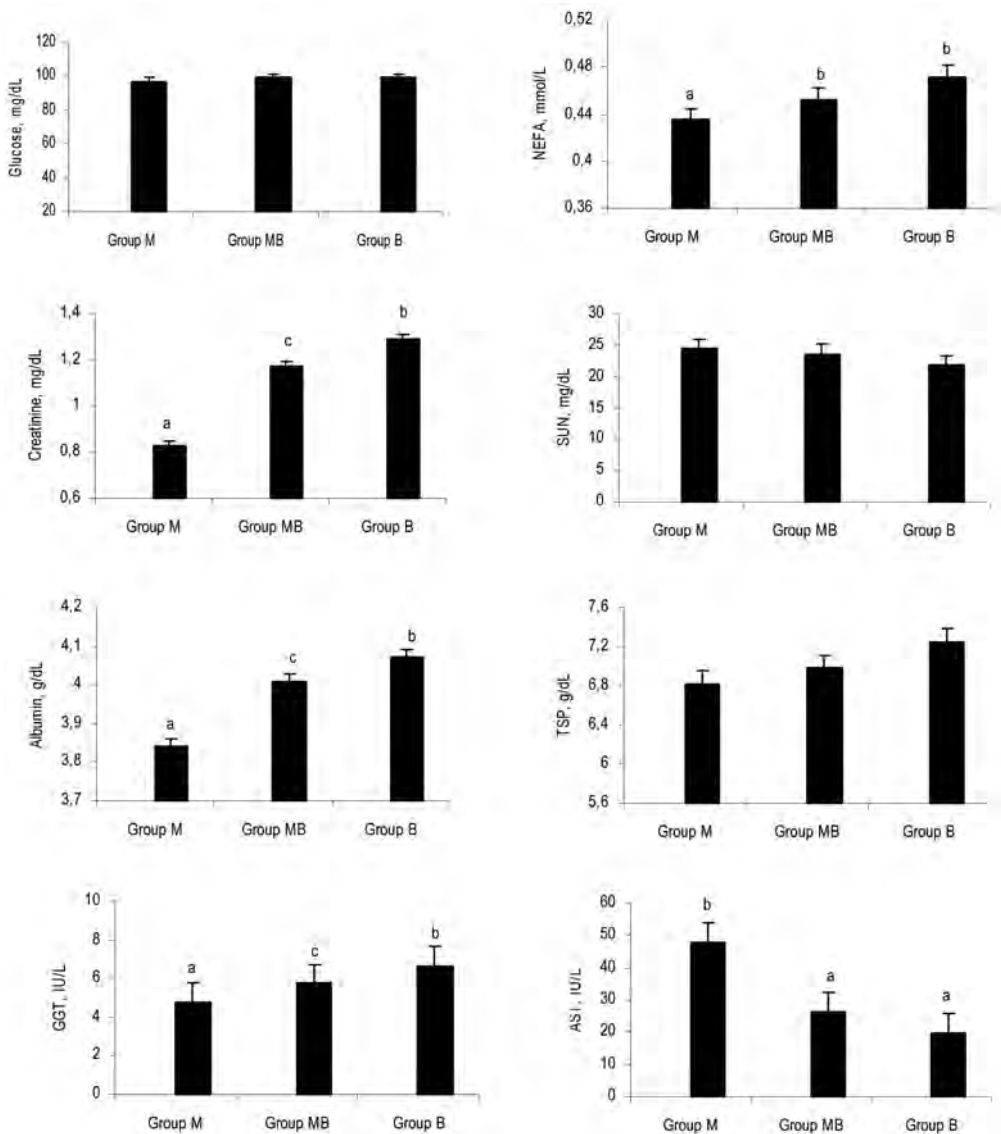 Glucose, mg/dL
120
100
80
60
40
20
Group M Group MB Group B
NEFA, mmol/L
0,52
0,48
0,44
0,4
0,36
a b b
Group M Group MB Group B
Creatinine, mg/dL
1,4
1,2
1
0,8
0,6
a c b
Group M Group MB Group B
SUN, mg/dL
30
25
20
15
10
5
0
Group M Group MB Group B
Albumin, g/dL
4,2
4,1
4
3,9
3,8
3,7
a c b
Group M Group MB Group B
TSP, g/dL
7,6
7,2
6,8
6,4
6
5,6
Group M Group MB Group B
GGT, IU/L
10
8
6
4
2
0
a c b
Group M Group MB Group B
AST, IU/L
60
50
40
30
20
10
0
b a a
Group M Group MB Group B